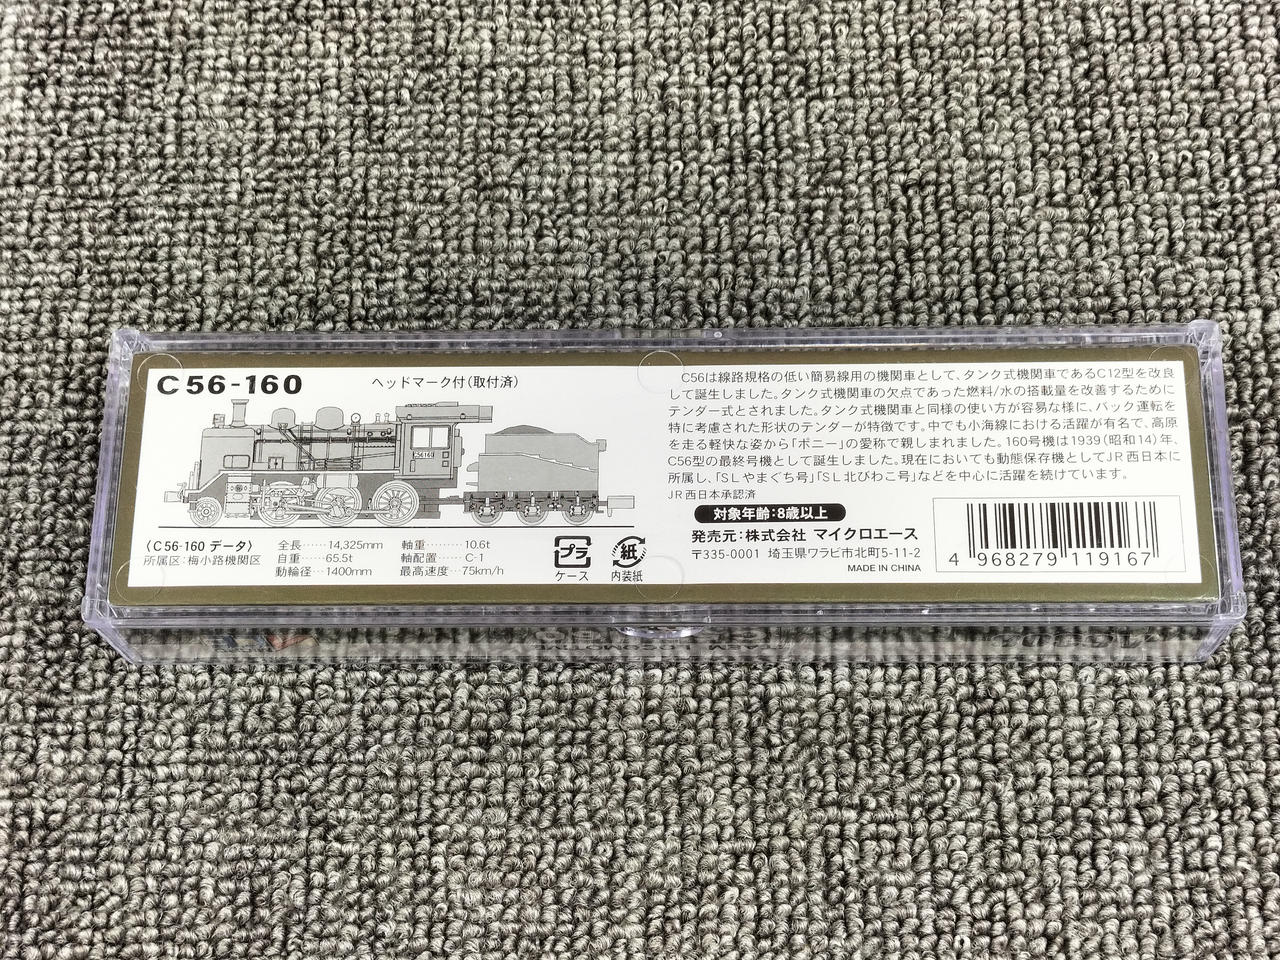 C56-160
ヘッドマーク付(取付済)
C56160
〈C56-160 データ〉
所属区:梅小路機関区
全長……14,325mm
自重……65.5t
動輪径…1400mm
軸重……10.6t
軸配置……C-1
最高速度…75km/h
プラ
ケース
紙
内装紙
C56は線路規格の低い簡易線用の機関車として、タンク式機関車であるC12型を改良
して誕生しました。タンク式機関車の欠点であった燃料/水の搭載量を改善するために
テンダー式とされました。タンク式機関車と同様の使い方が容易な様に、バック運転を
特に考慮された形状のテンダーが特徴です。中でも小海線における活躍が有名で、高原
を走る軽快な姿から「ポニー」の愛称で親しまれました。160号機は1939(昭和14)年、
C56型の最終号機として誕生しました。現在においても動態保存機としてJR西日本に
所属し、「SLやまぐち号」「SL北びわこ号」などを中心に活躍を続けています。
JR西日本承認済
対象年齢:8歳以上
発売元:株式会社 マイクロエース
〒335-0001 埼玉県ワラビ市北町5-11-2
MADE IN CHINA
4 968279 119167